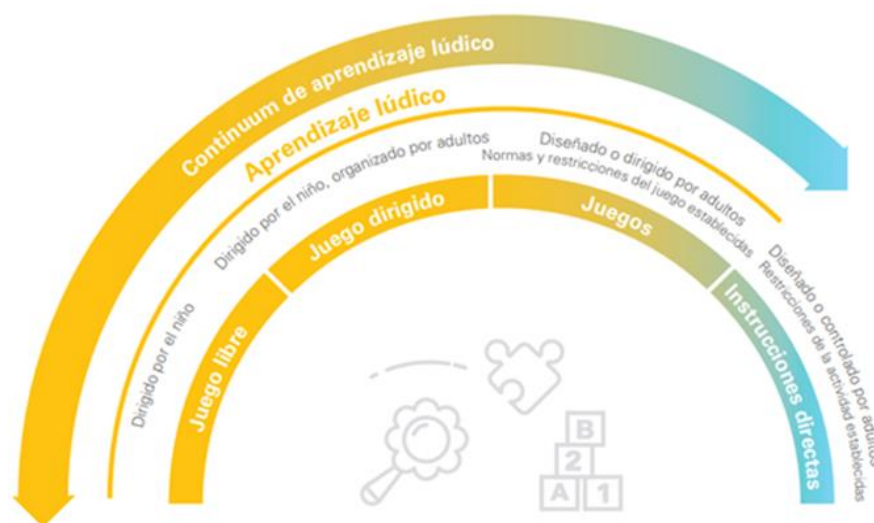 Continuum de aprendizaje lúdico
Aprendizaje lúdico
Dirigido por el niño
Juego libre
Dirigido por el niño, organizado por adultos
Juego dirigido
Diseñado o dirigido por adultos
Normas y restricciones del juego establecidas
Juegos
Diseñado o controlado por adultos
Restricciones de la actividad establecidas
Instrucciones directas
B
2
A 1